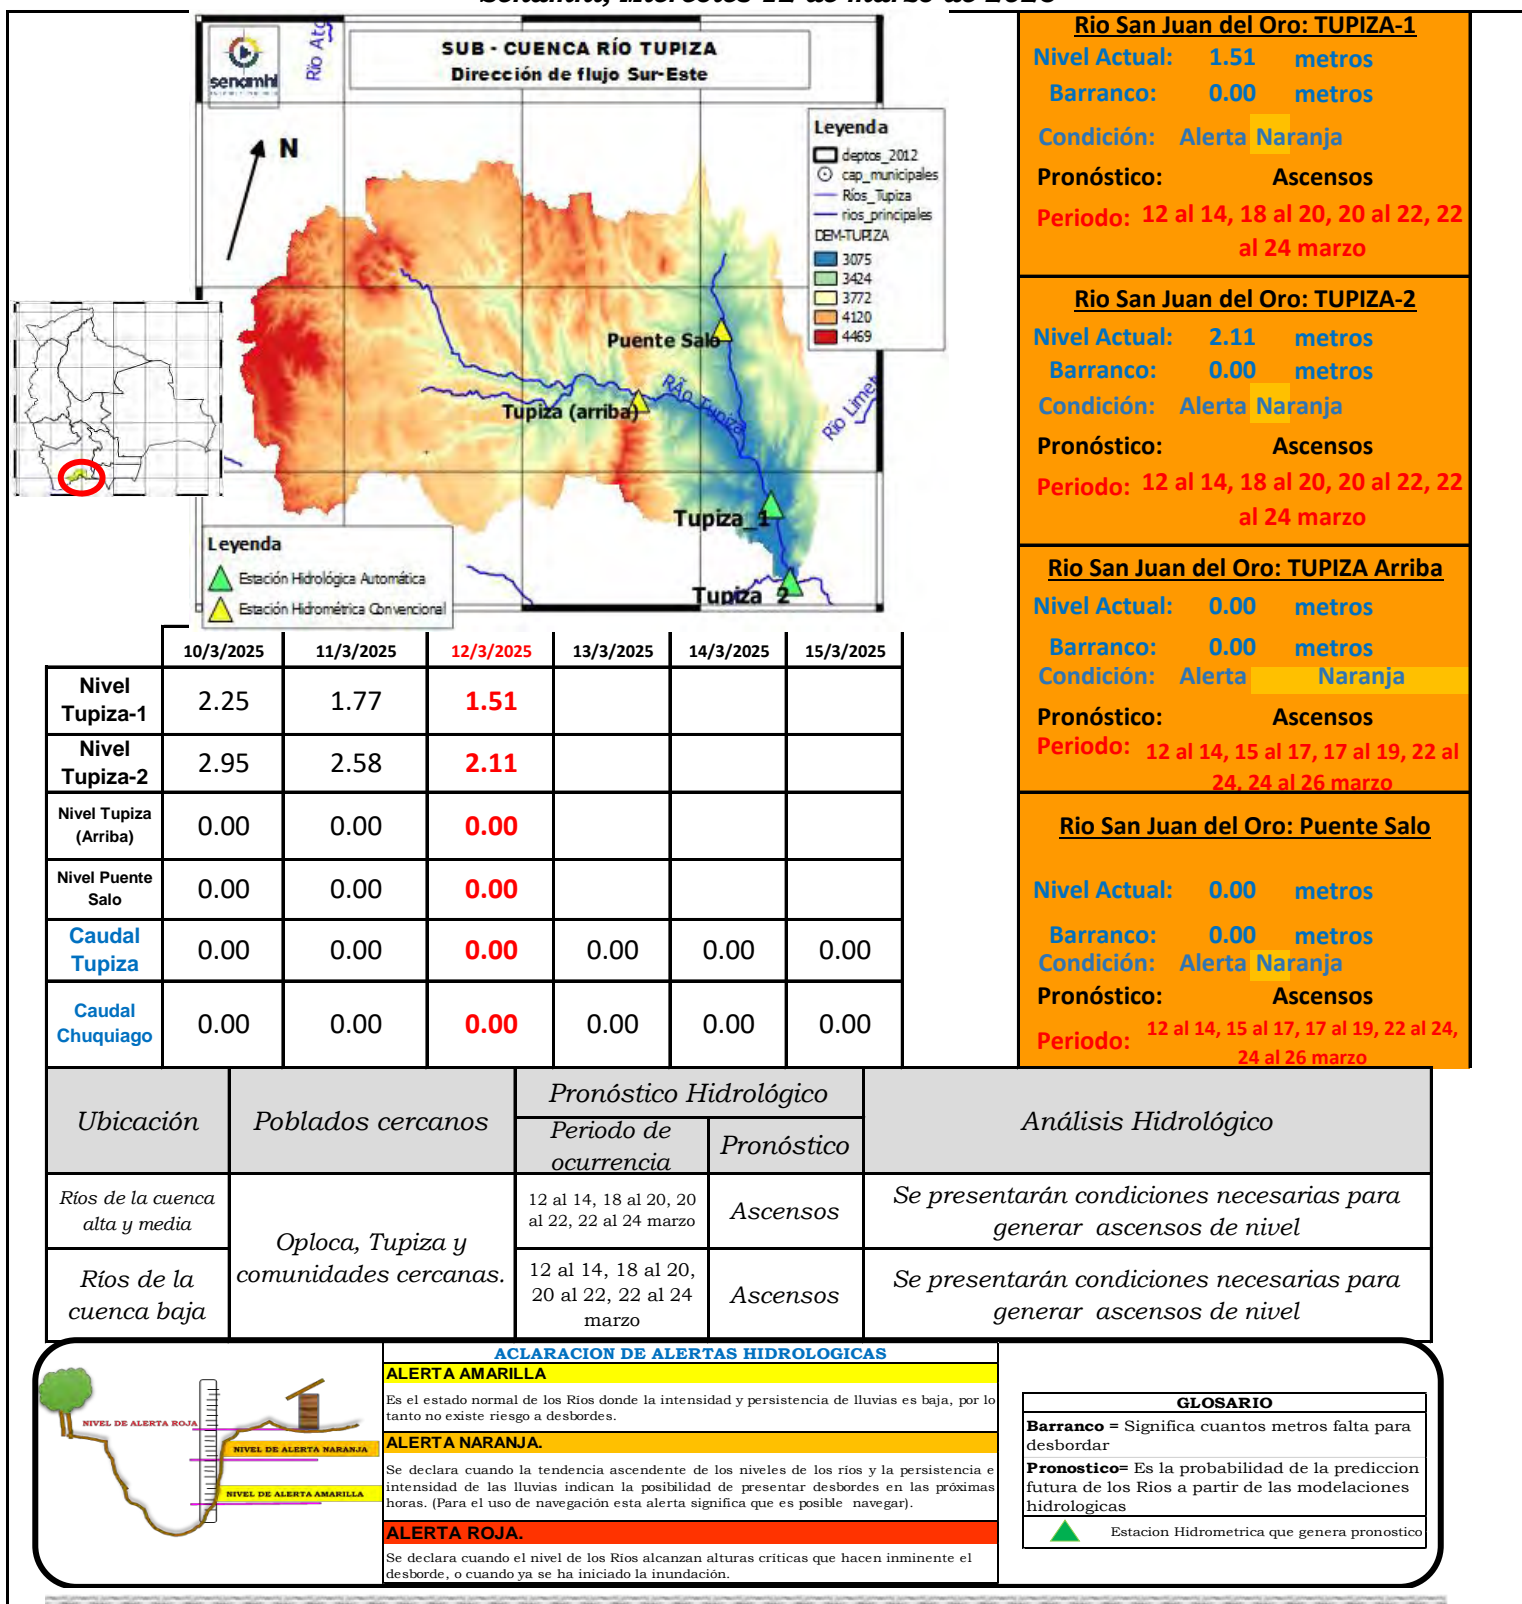 SUB - CUENCA RÍO TUPIZA
Dirección de flujo Sur-Este
senamhi
N
Leyenda
deptos_2012
cap_municipales
Ríos_Tupiza
rios_principales
DEM-TUPIZA
3075
3424
3772
4120
4469
Puente Salo
Tupiza (arriba)
RÃo Tupiza
Tupiza_1
Tupiza_2
Leyenda
Estación Hidrológica Automática
Estación Hidrométrica Convencional
Rio San Juan del Oro: TUPIZA-1
Nivel Actual: 1.51 metros
Barranco: 0.00 metros
Condición: Alerta Naranja
Pronóstico: Ascensos
Periodo: 12 al 14, 18 al 20, 20 al 22, 22
al 24 marzo
Rio San Juan del Oro: TUPIZA-2
Nivel Actual: 2.11 metros
Barranco: 0.00 metros
Condición: Alerta Naranja
Pronóstico: Ascensos
Periodo: 12 al 14, 18 al 20, 20 al 22, 22
al 24 marzo
Rio San Juan del Oro: TUPIZA Arriba
Nivel Actual: 0.00 metros
Barranco: 0.00 metros
Condición: Alerta Naranja
Pronóstico: Ascensos
Periodo: 12 al 14, 15 al 17, 17 al 19, 22 al
24, 24 al 26 marzo
Rio San Juan del Oro: Puente Salo
Nivel Actual: 0.00 metros
Barranco: 0.00 metros
Condición: Alerta Naranja
Pronóstico: Ascensos
Periodo: 12 al 14, 15 al 17, 17 al 19, 22 al 24,
24 al 26 marzo
10/3/2025 11/3/2025 12/3/2025 13/3/2025 14/3/2025 15/3/2025
Nivel
Tupiza-1 2.25 1.77 1.51
Nivel
Tupiza-2 2.95 2.58 2.11
Nivel Tupiza
(Arriba) 0.00 0.00 0.00
Nivel Puente
Salo 0.00 0.00 0.00
Caudal
Tupiza 0.00 0.00 0.00 0.00 0.00 0.00
Caudal
Chuquiago 0.00 0.00 0.00 0.00 0.00 0.00
Ubicación
Poblados cercanos
Pronóstico Hidrológico
Periodo de
ocurrencia
Pronóstico
Análisis Hidrológico
Ríos de la cuenca
alta y media
Oploca, Tupiza y
comunidades cercanas.
12 al 14, 18 al 20, 20
al 22, 22 al 24 marzo
Ascensos
Se presentarán condiciones necesarias para
generar ascensos de nivel
Ríos de la
cuenca baja
12 al 14, 18 al 20,
20 al 22, 22 al 24
marzo
Ascensos
Se presentarán condiciones necesarias para
generar ascensos de nivel
NIVEL DE ALERTA ROJA
NIVEL DE ALERTA NARANJA
NIVEL DE ALERTA AMARILLA
ACLARACION DE ALERTAS HIDROLOGICAS
ALERTA AMARILLA
Es el estado normal de los Rios donde la intensidad y persistencia de lluvias es baja, por lo
tanto no existe riesgo a desbordes.
ALERTA NARANJA.
Se declara cuando la tendencia ascendente de los niveles de los rios y la persistencia e
intensidad de las lluvias indican la posibilidad de presentar desbordes en las próximas
horas. (Para el uso de navegación esta alerta significa que es posible navegar).
ALERTA ROJA.
Se declara cuando el nivel de los Rios alcanzan alturas criticas que hacen inminente el
desborde, o cuando ya se ha iniciado la inundación.
GLOSARIO
Barranco = Significa cuantos metros falta para
desbordar
Pronostico= Es la probabilidad de la prediccion
futura de los Rios a partir de las modelaciones
hidrologicas
Estacion Hidrometrica que genera pronostico